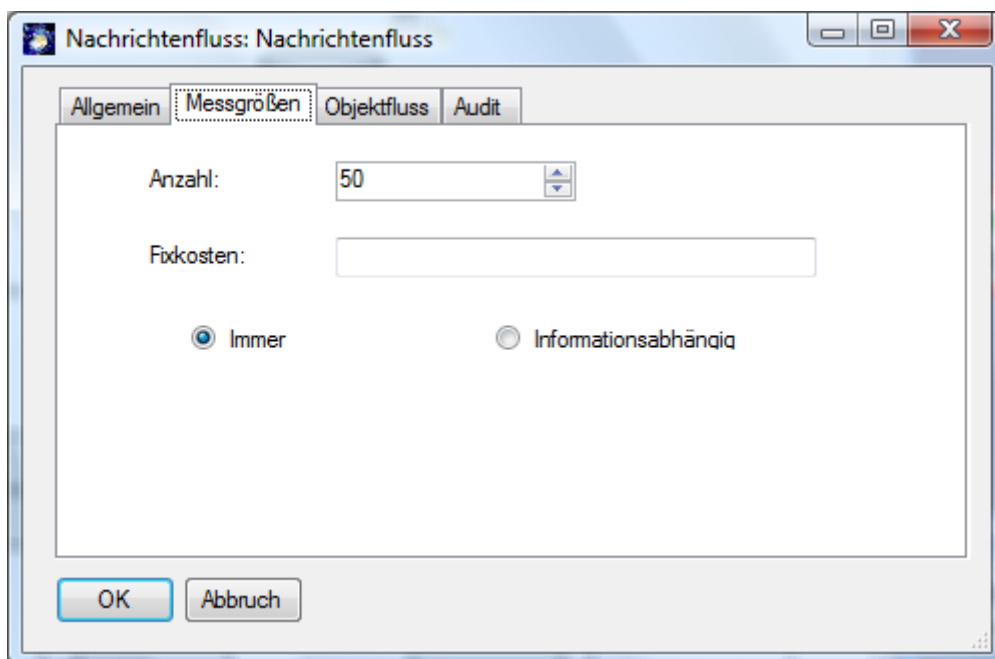 Nachrichtenfluss: Nachrichtenfluss
Allgemein Messgrößen Objektfluss Audit
Anzahl: 50
Fixkosten:
Immer Informationsabhängig
OK Abbruch